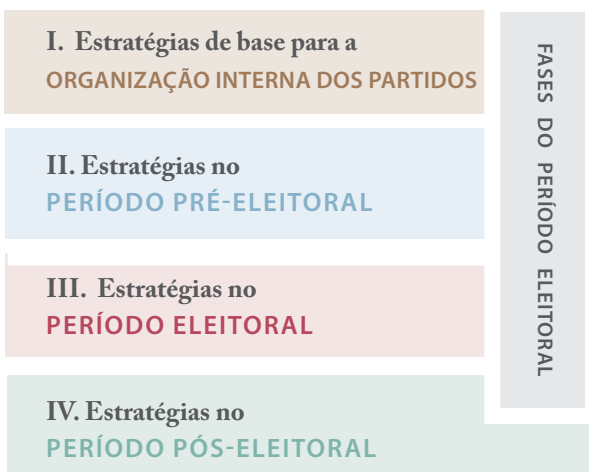 I. Estratégias de base para a
ORGANIZAÇÃO INTERNA DOS PARTIDOS
II. Estratégias no
PERÍODO PRÉ-ELEITORAL
III. Estratégias no
PERÍODO ELEITORAL
IV. Estratégias no
PERÍODO PÓS-ELEITORAL
FASES DO PERÍODO ELEITORAL